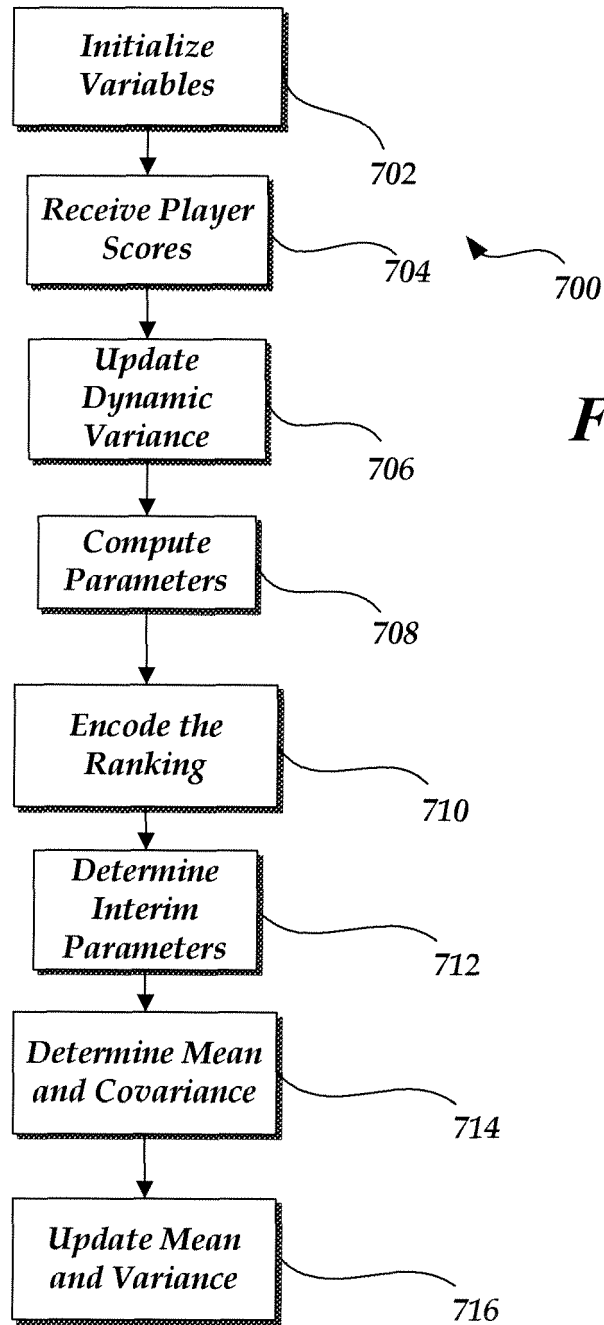 Initialize
Variables
702
Receive Player
Scores
704
700
Update
Dynamic
Variance
706
F
Compute
Parameters
708
Encode the
Ranking
710
Determine
Interim
Parameters
712
Determine Mean
and Covariance
714
Update Mean
and Variance
716